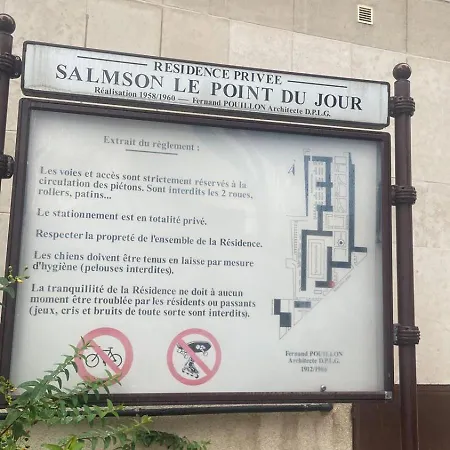 RESIDENCE PRIVEE
SALMSON LE POINT DU JOUR
Réalisation 1958/1960 — Fernand POUILLON Architecte D.P.L.G.
Extrait du règlement :
Les voies et accès sont strictement réservés à la
circulation des piétons. Sont interdits les 2 roues,
rollers, patins...
Le stationnement est en totalité privé.
Respecter la propreté de l'ensemble de la Résidence.
Les chiens doivent être tenus en laisse par mesure
d'hygiène (pelouses interdites).
La tranquillité de la Résidence ne doit à aucun
moment être troublée par les résidents ou passants
(jeux, cris et bruits de toute sorte sont interdits).
Fernand POUILLON
Architecte D.P.L.G.